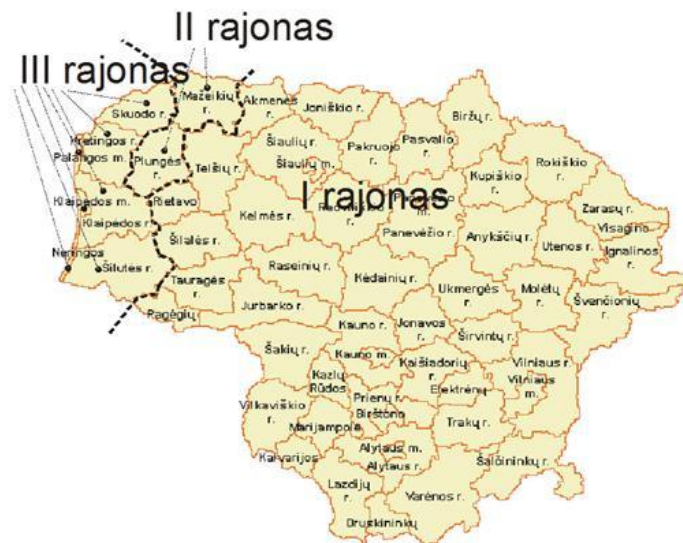 II rajonas
III rajonas
Skuodo r.
Mažeikių
r.
Akmenės
r.
Joniškio r.
Biržų r.
Kretingos r.
Palangos m.
Plungės
r.
Telšių r.
Šiaulių r.
Šiaulių m.
Pakruojo
r.
Pasvalio
r.
Kupiškio
r.
Rokiškio
r.
I rajonas
m.
Klaipėdos m.
Klaipėdos r.
Rietavo
Kelmės r.
Panevėžio r.
Anykščių
r.
Zarasų r.
Visagino
Utenos r.
Ignalinos
r.
Neringos
Šilutės r.
Šilalės r.
Tauragės
r.
Raseinių r.
Kėdainių r.
Ukmergės
r.
Molėtų
r.
Švenčionių
r.
Pagėgių
Jurbarko r.
Kauno r.
Jonavos
r.
Širvintų r.
Šakių r.
Kauno m.
Kaišiadorių
r.
Vilniaus r.
Vilniaus
m.
Kazlų
Rūdos
Elektrėnų
Prienų r.
Birštono
Vilkaviškio
r.
Marijampolė
Trakų r.
Kalvarijos
Alytaus m.
Alytaus r.
Šalčininkų r.
Lazdijų
r.
Varėnos r.
Druskininkų